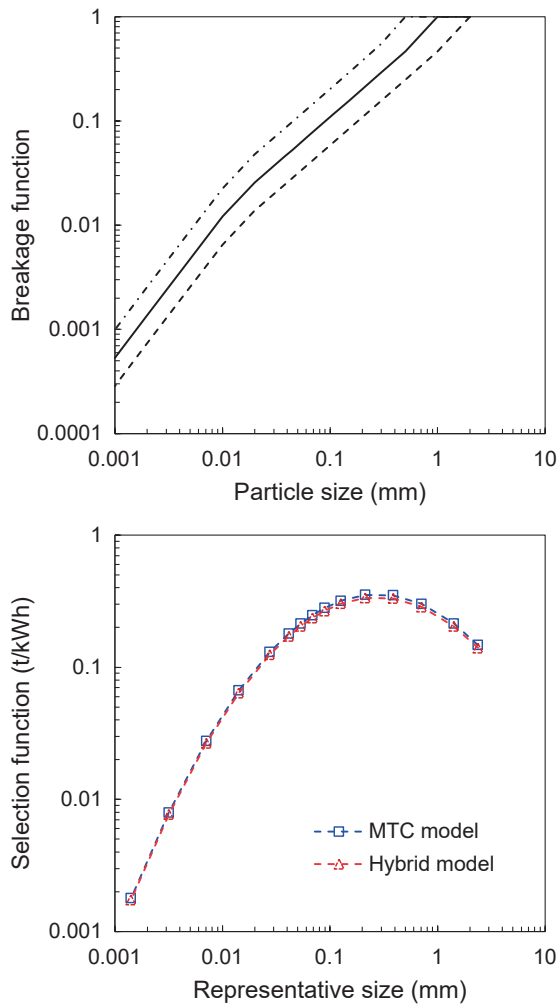 1
0.1
0.01
0.001
0.0001
Breakage function
0.001 0.01 0.1 1 10
Particle size (mm)
1
0.1
0.01
0.001
Selection function (t/kWh)
MTC model
Hybrid model
0.001 0.01 0.1 1 10
Representative size (mm)